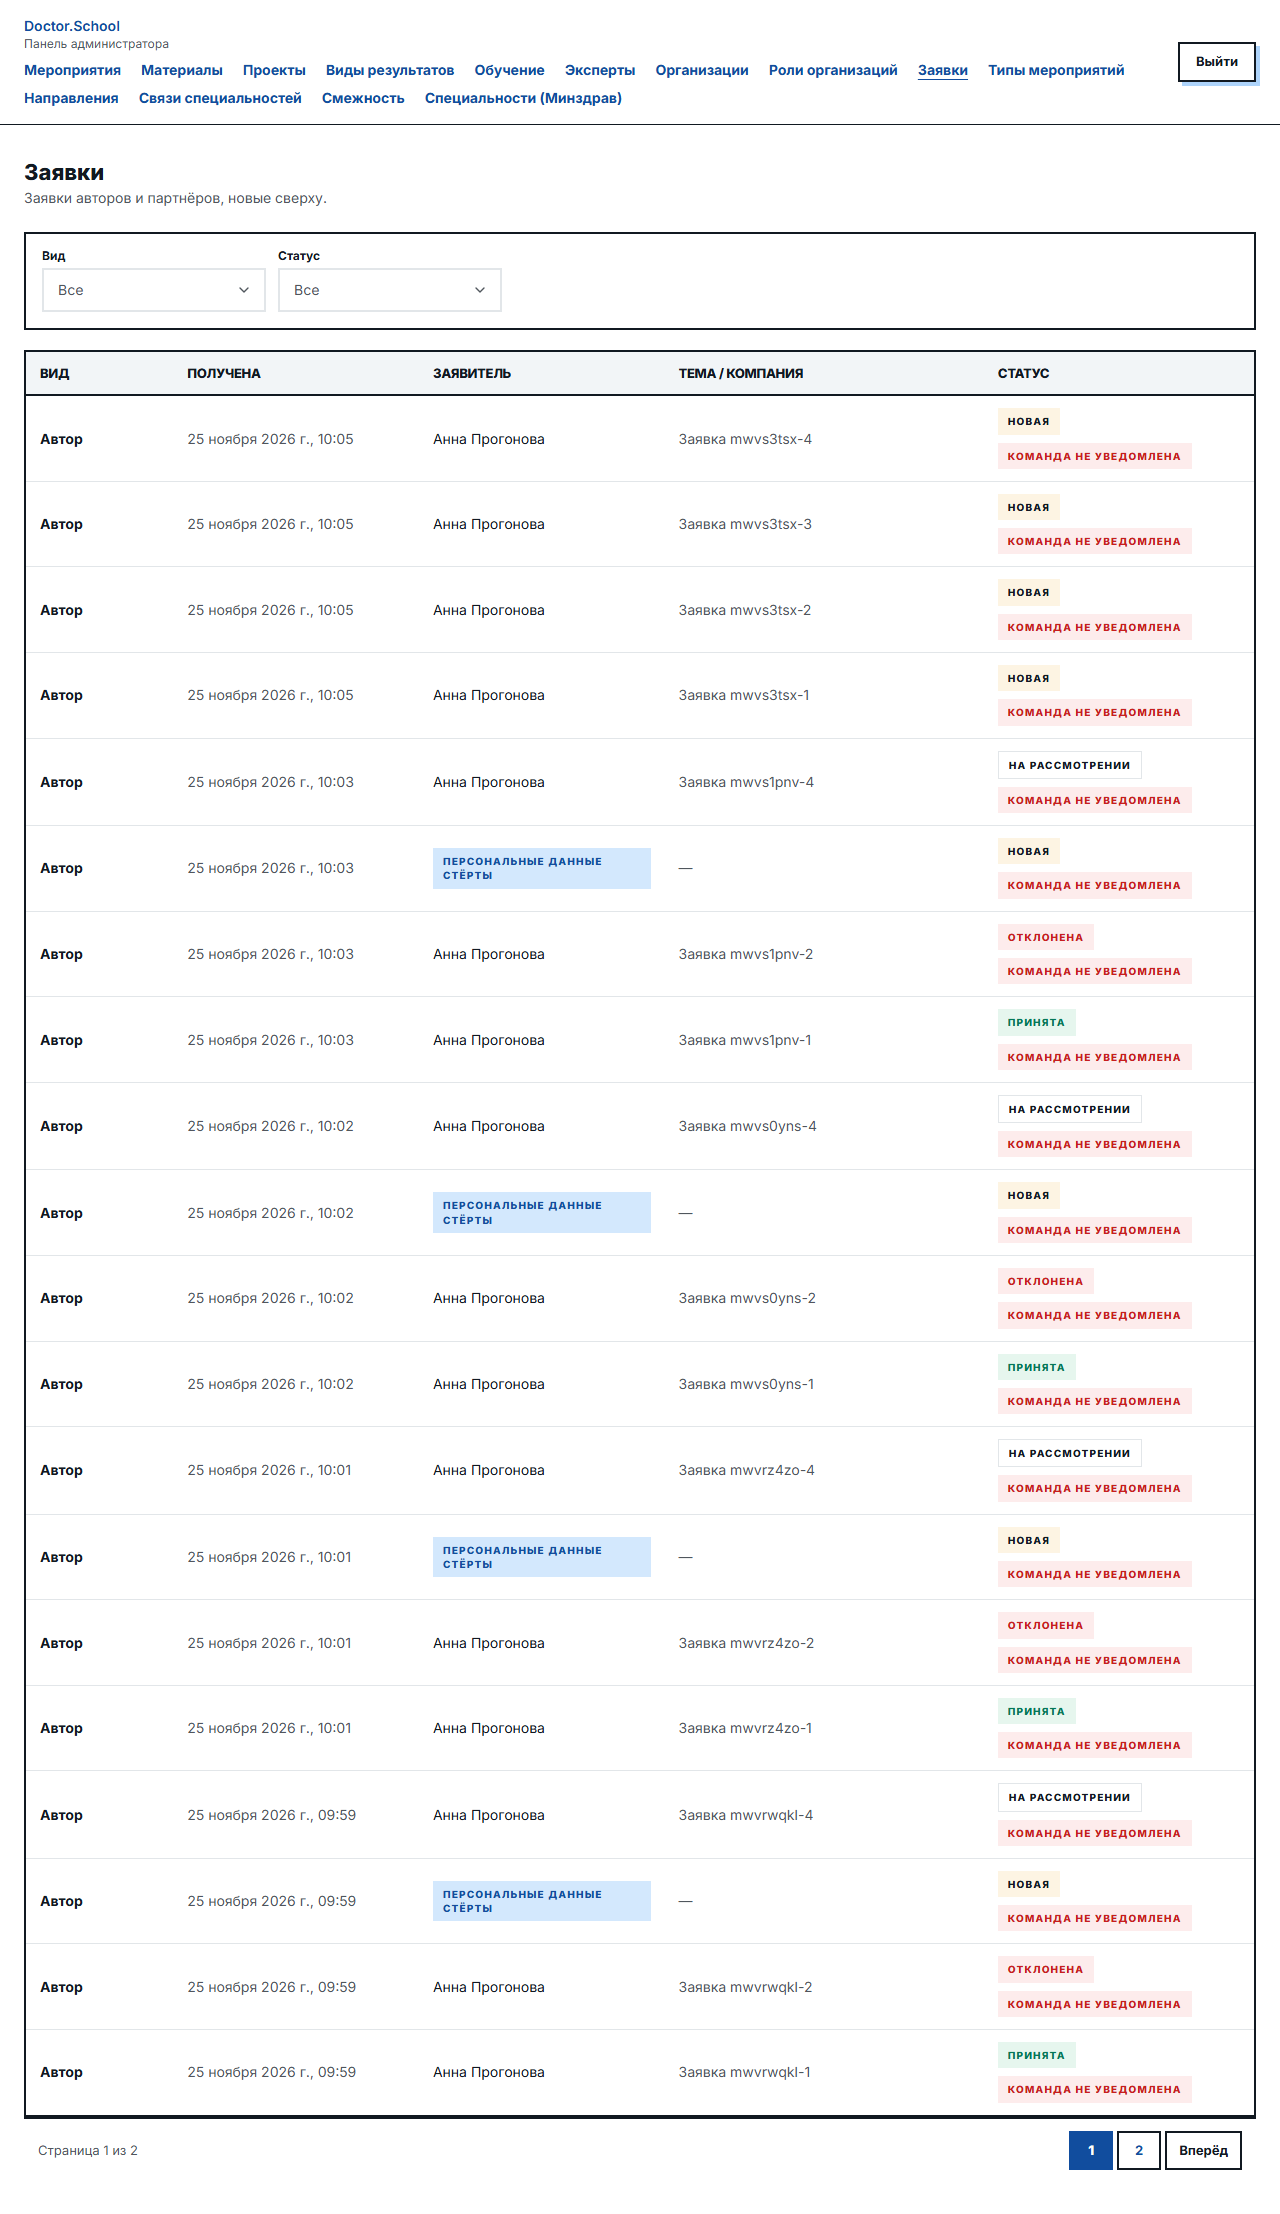 Doctor.School
Панель администратора
Мероприятия Материалы Проекты Виды результатов Обучение Эксперты Организации Роли организаций Заявки Типы мероприятий
Направления Связи специальностей Смежность Специальности (Минздрав)
Выйти
Заявки
Заявки авторов и партнёров, новые сверху.
Вид Статус
Все Все
ВИД ПОЛУЧЕНА ЗАЯВИТЕЛЬ ТЕМА / КОМПАНИЯ СТАТУС
Автор 25 ноября 2026 г., 10:05 Анна Прогонова Заявка mwvs3tsx-4 НОВАЯ
КОМАНДА НЕ УВЕДОМЛЕНА
Автор 25 ноября 2026 г., 10:05 Анна Прогонова Заявка mwvs3tsx-3 НОВАЯ
КОМАНДА НЕ УВЕДОМЛЕНА
Автор 25 ноября 2026 г., 10:05 Анна Прогонова Заявка mwvs3tsx-2 НОВАЯ
КОМАНДА НЕ УВЕДОМЛЕНА
Автор 25 ноября 2026 г., 10:05 Анна Прогонова Заявка mwvs3tsx-1 НОВАЯ
КОМАНДА НЕ УВЕДОМЛЕНА
Автор 25 ноября 2026 г., 10:03 Анна Прогонова Заявка mwvs1pnv-4 НА РАССМОТРЕНИИ
КОМАНДА НЕ УВЕДОМЛЕНА
Автор 25 ноября 2026 г., 10:03 ПЕРСОНАЛЬНЫЕ ДАННЫЕ СТЁРТЫ — НОВАЯ
КОМАНДА НЕ УВЕДОМЛЕНА
Автор 25 ноября 2026 г., 10:03 Анна Прогонова Заявка mwvs1pnv-2 ОТКЛОНЕНА
КОМАНДА НЕ УВЕДОМЛЕНА
Автор 25 ноября 2026 г., 10:03 Анна Прогонова Заявка mwvs1pnv-1 ПРИНЯТА
КОМАНДА НЕ УВЕДОМЛЕНА
Автор 25 ноября 2026 г., 10:02 Анна Прогонова Заявка mwvs0yns-4 НА РАССМОТРЕНИИ
КОМАНДА НЕ УВЕДОМЛЕНА
Автор 25 ноября 2026 г., 10:02 ПЕРСОНАЛЬНЫЕ ДАННЫЕ СТЁРТЫ — НОВАЯ
КОМАНДА НЕ УВЕДОМЛЕНА
Автор 25 ноября 2026 г., 10:02 Анна Прогонова Заявка mwvs0yns-2 ОТКЛОНЕНА
КОМАНДА НЕ УВЕДОМЛЕНА
Автор 25 ноября 2026 г., 10:02 Анна Прогонова Заявка mwvs0yns-1 ПРИНЯТА
КОМАНДА НЕ УВЕДОМЛЕНА
Автор 25 ноября 2026 г., 10:01 Анна Прогонова Заявка mwvrz4zo-4 НА РАССМОТРЕНИИ
КОМАНДА НЕ УВЕДОМЛЕНА
Автор 25 ноября 2026 г., 10:01 ПЕРСОНАЛЬНЫЕ ДАННЫЕ СТЁРТЫ — НОВАЯ
КОМАНДА НЕ УВЕДОМЛЕНА
Автор 25 ноября 2026 г., 10:01 Анна Прогонова Заявка mwvrz4zo-2 ОТКЛОНЕНА
КОМАНДА НЕ УВЕДОМЛЕНА
Автор 25 ноября 2026 г., 10:01 Анна Прогонова Заявка mwvrz4zo-1 ПРИНЯТА
КОМАНДА НЕ УВЕДОМЛЕНА
Автор 25 ноября 2026 г., 09:59 Анна Прогонова Заявка mwvrwqkl-4 НА РАССМОТРЕНИИ
КОМАНДА НЕ УВЕДОМЛЕНА
Автор 25 ноября 2026 г., 09:59 ПЕРСОНАЛЬНЫЕ ДАННЫЕ СТЁРТЫ — НОВАЯ
КОМАНДА НЕ УВЕДОМЛЕНА
Автор 25 ноября 2026 г., 09:59 Анна Прогонова Заявка mwvrwqkl-2 ОТКЛОНЕНА
КОМАНДА НЕ УВЕДОМЛЕНА
Автор 25 ноября 2026 г., 09:59 Анна Прогонова Заявка mwvrwqkl-1 ПРИНЯТА
КОМАНДА НЕ УВЕДОМЛЕНА
Страница 1 из 2 1 2 Вперёд